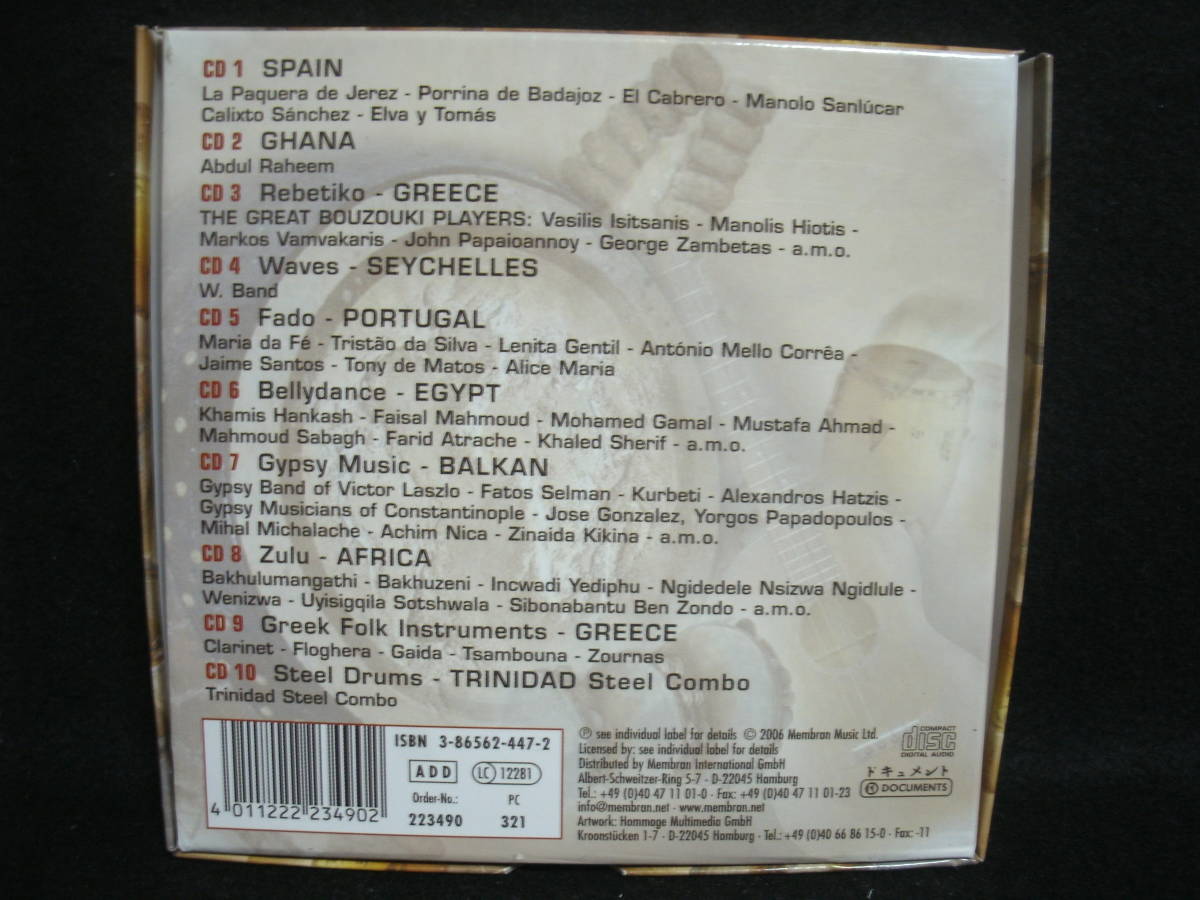 CD 1 SPAIN
La Paquera de Jerez - Porrina de Badajoz - El Cabrero - Manolo Sanlúcar
Calixto Sánchez - Elva y Tomás
CD 2 GHANA
Abdul Raheem
CD 3 Rebetiko - GREECE
THE GREAT BOUZOUKI PLAYERS: Vasilis Isitsanis - Manolis Hiotis -
Markos Vamvakaris - John Papaioannoy - George Zambetas - a.m.o.
CD 4 Waves - SEYCHELLES
W. Band
CD 5 Fado - PORTUGAL
Maria da Fé - Tristão da Silva - Lenita Gentil - António Mello Corrêa -
Jaime Santos - Tony de Matos - Alice Maria
CD 6 Bellydance - EGYPT
Khamis Hankash - Faisal Mahmoud - Mohamed Gamal - Mustafa Ahmad -
Mahmoud Sabagh - Farid Atrache - Khaled Sherif - a.m.o.
CD 7 Gypsy Music - BALKAN
Gypsy Band of Victor Laszlo - Fatos Selman - Kurbeti - Alexandros Hatzis -
Gypsy Musicians of Constantinople - Jose Gonzalez, Yorgos Papadopoulos -
Mihal Michalache - Achim Nica - Zinaida Kikina - a.m.o.
CD 8 Zulu - AFRICA
Bakhulumangathi - Bakhuzeni - Incwadi Yediphu - Ngidedele Nsizwa Ngidlule -
Wenizwa - Uyisigqila Sotshwala - Sibonabantu Ben Zondo - a.m.o.
CD 9 Greek Folk Instruments - GREECE
Clarinet - Floghera - Gaida - Tsambouna - Zournas
CD 10 Steel Drums - TRINIDAD Steel Combo
Trinidad Steel Combo
ISBN 3-86562-447-2
ADD LC 12281
Order-No.: PC
223490 321
4 011222 234902
℗ see individual label for details © 2006 Membran Music Ltd.
Licensed by: see individual label for details
Distributed by Membran International GmbH
Albert-Schweitzer-Ring 5-7 · D-22045 Hamburg
Tel.: +49 (0)40 47 11 01-0 · Fax: +49 (0)40 47 11 01-23
info@membran.net · www.membran.net
Artwork: Hommage Multimedia GmbH
Kroonstücken 1-7 · D-22045 Hamburg · Tel.: +49 (0)40 66 86 15-0 · Fax: -11
COMPACT
disc
DIGITAL AUDIO
ドキュメント
DOCUMENTS